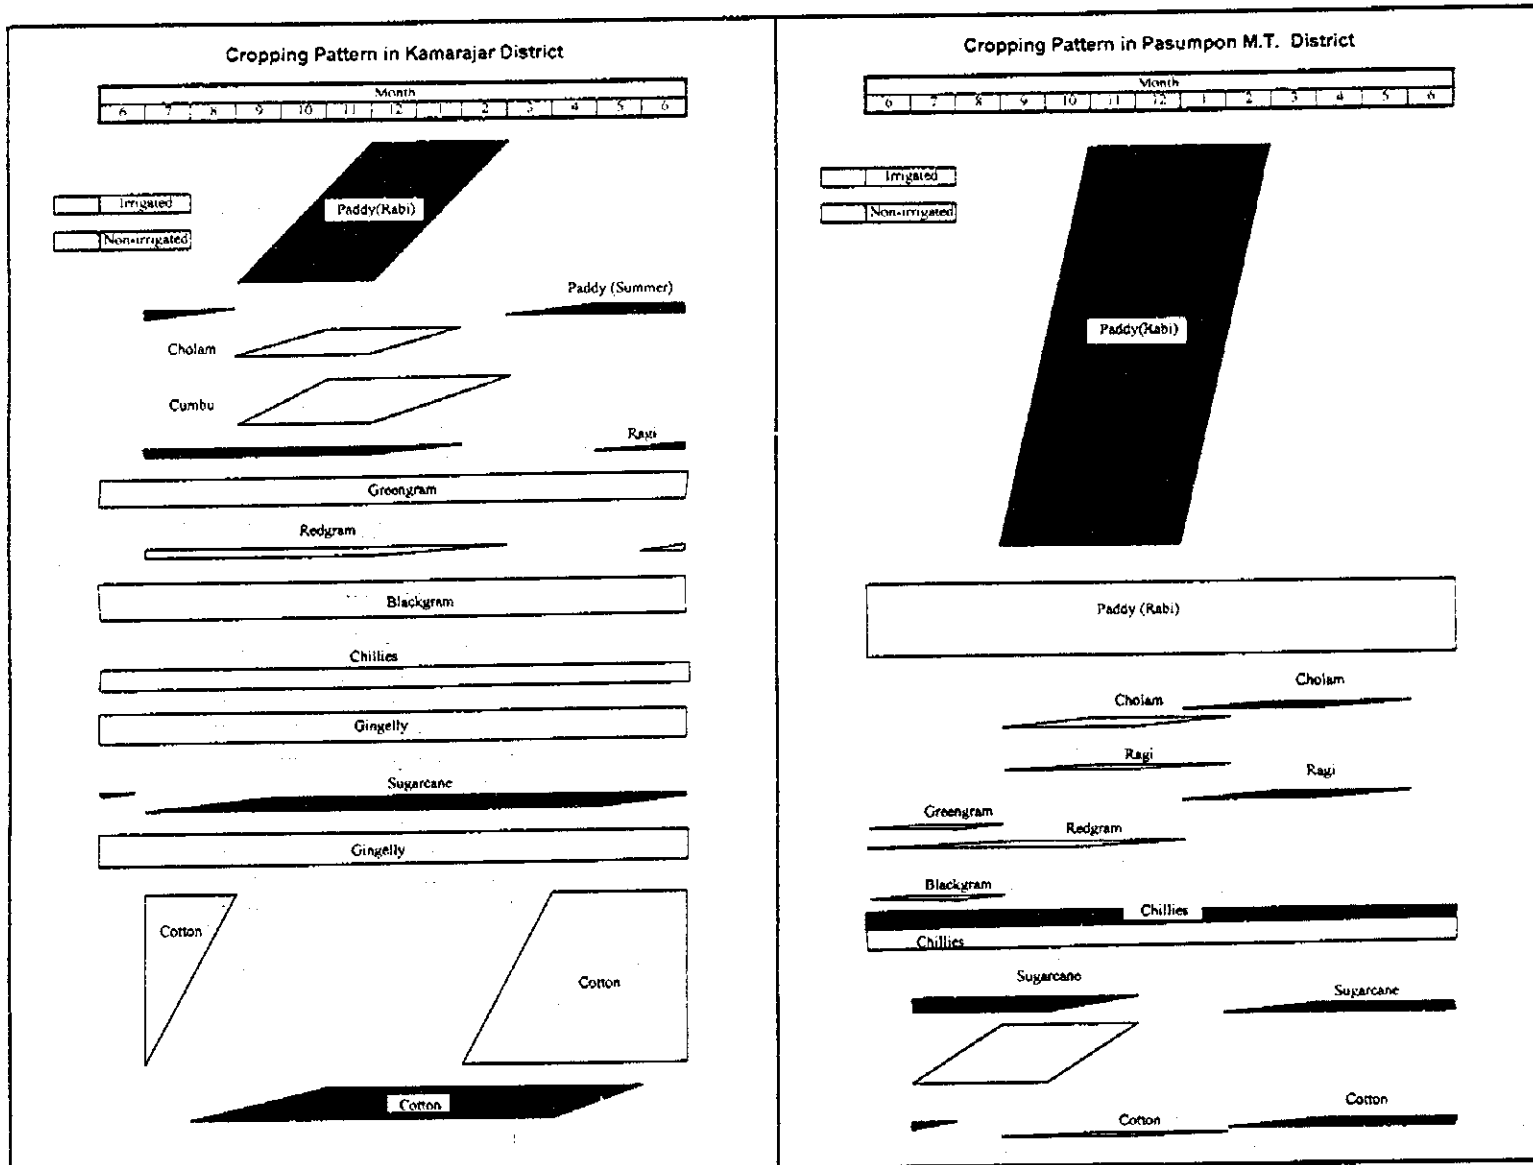 Cropping Pattern in Kamarajar District
Month
6 7 8 9 10 11 12 1 2 3 4 5 6
Irrigated
Non-irrigated
Paddy(Rabi)
Paddy (Summer)
Cholam
Cumbu
Ragi
Greengram
Redgram
Blackgram
Chillies
Gingelly
Sugarcane
Gingelly
Cotton
Cotton
Cotton
Cropping Pattern in Pasumpon M.T. District
Month
6 7 8 9 10 11 12 1 2 3 4 5 6
Irrigated
Non-irrigated
Paddy(Rabi)
Paddy (Rabi)
Cholam
Cholam
Ragi
Ragi
Greengram
Redgram
Blackgram
Chillies
Chillies
Sugarcane
Sugarcane
Cotton
Cotton